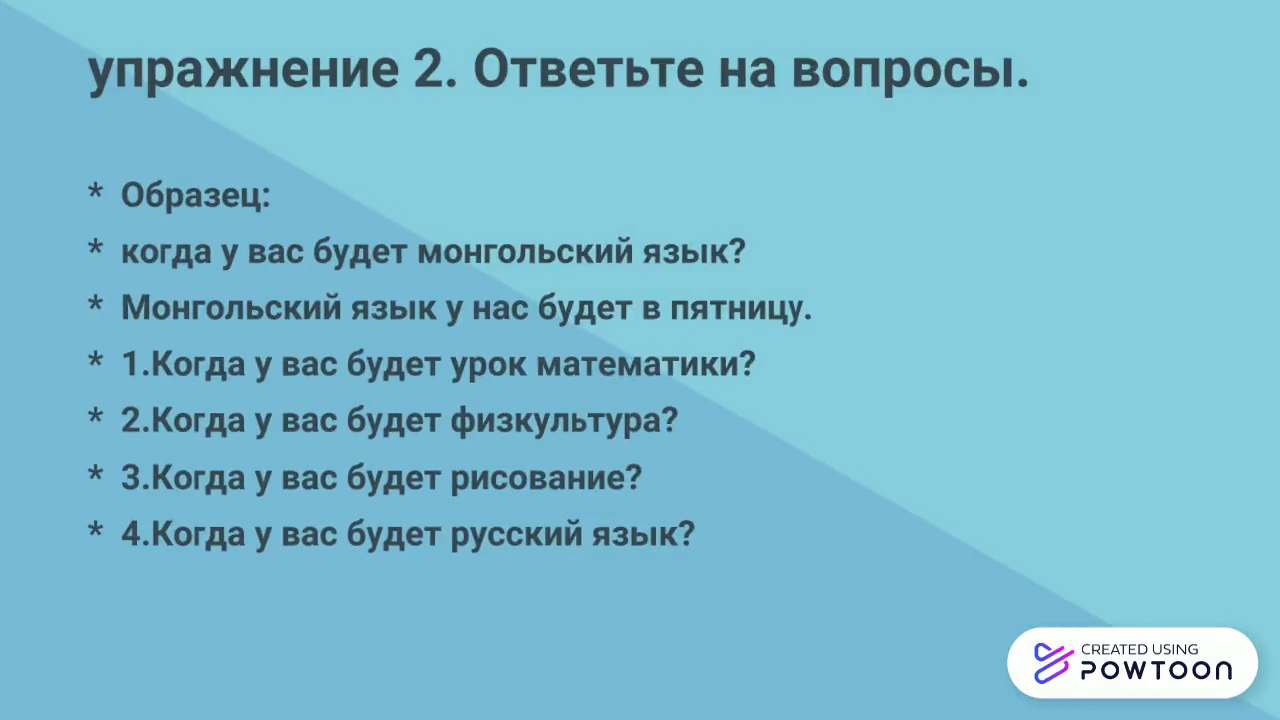 упражнение 2. Ответьте на вопросы.
* Образец:
* когда у вас будет монгольский язык?
* Монгольский язык у нас будет в пятницу.
* 1.Когда у вас будет урок математики?
* 2.Когда у вас будет физкультура?
* 3.Когда у вас будет рисование?
* 4.Когда у вас будет русский язык?
CREATED USING
POWTOON